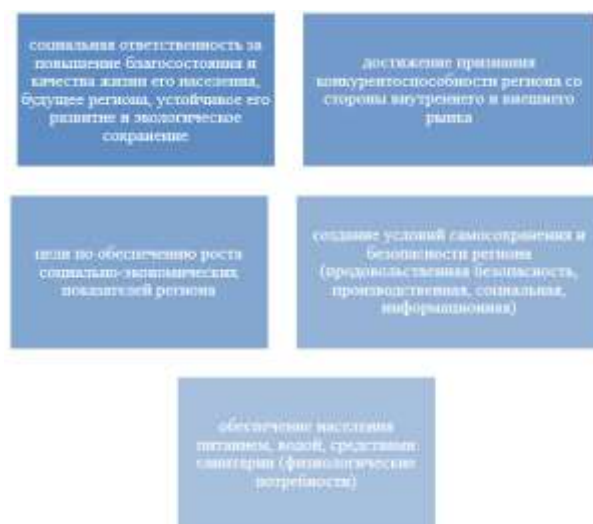 социальная ответственность за
повышение благосостояния и
качества жизни его населения,
будущее региона, устойчивое его
развитие и экологическое
сохранение
достижение признания
конкурентоспособности региона со
стороны внутреннего и внешнего
рынка
цели по обеспечению роста
социально-экономических
показателей региона
создание условий самосохранения и
безопасности региона
(продовольственная безопасность,
производственная, социальная,
информационная)
обеспечение населения
питанием, водой, средствами
санитарии (физиологические
потребности)